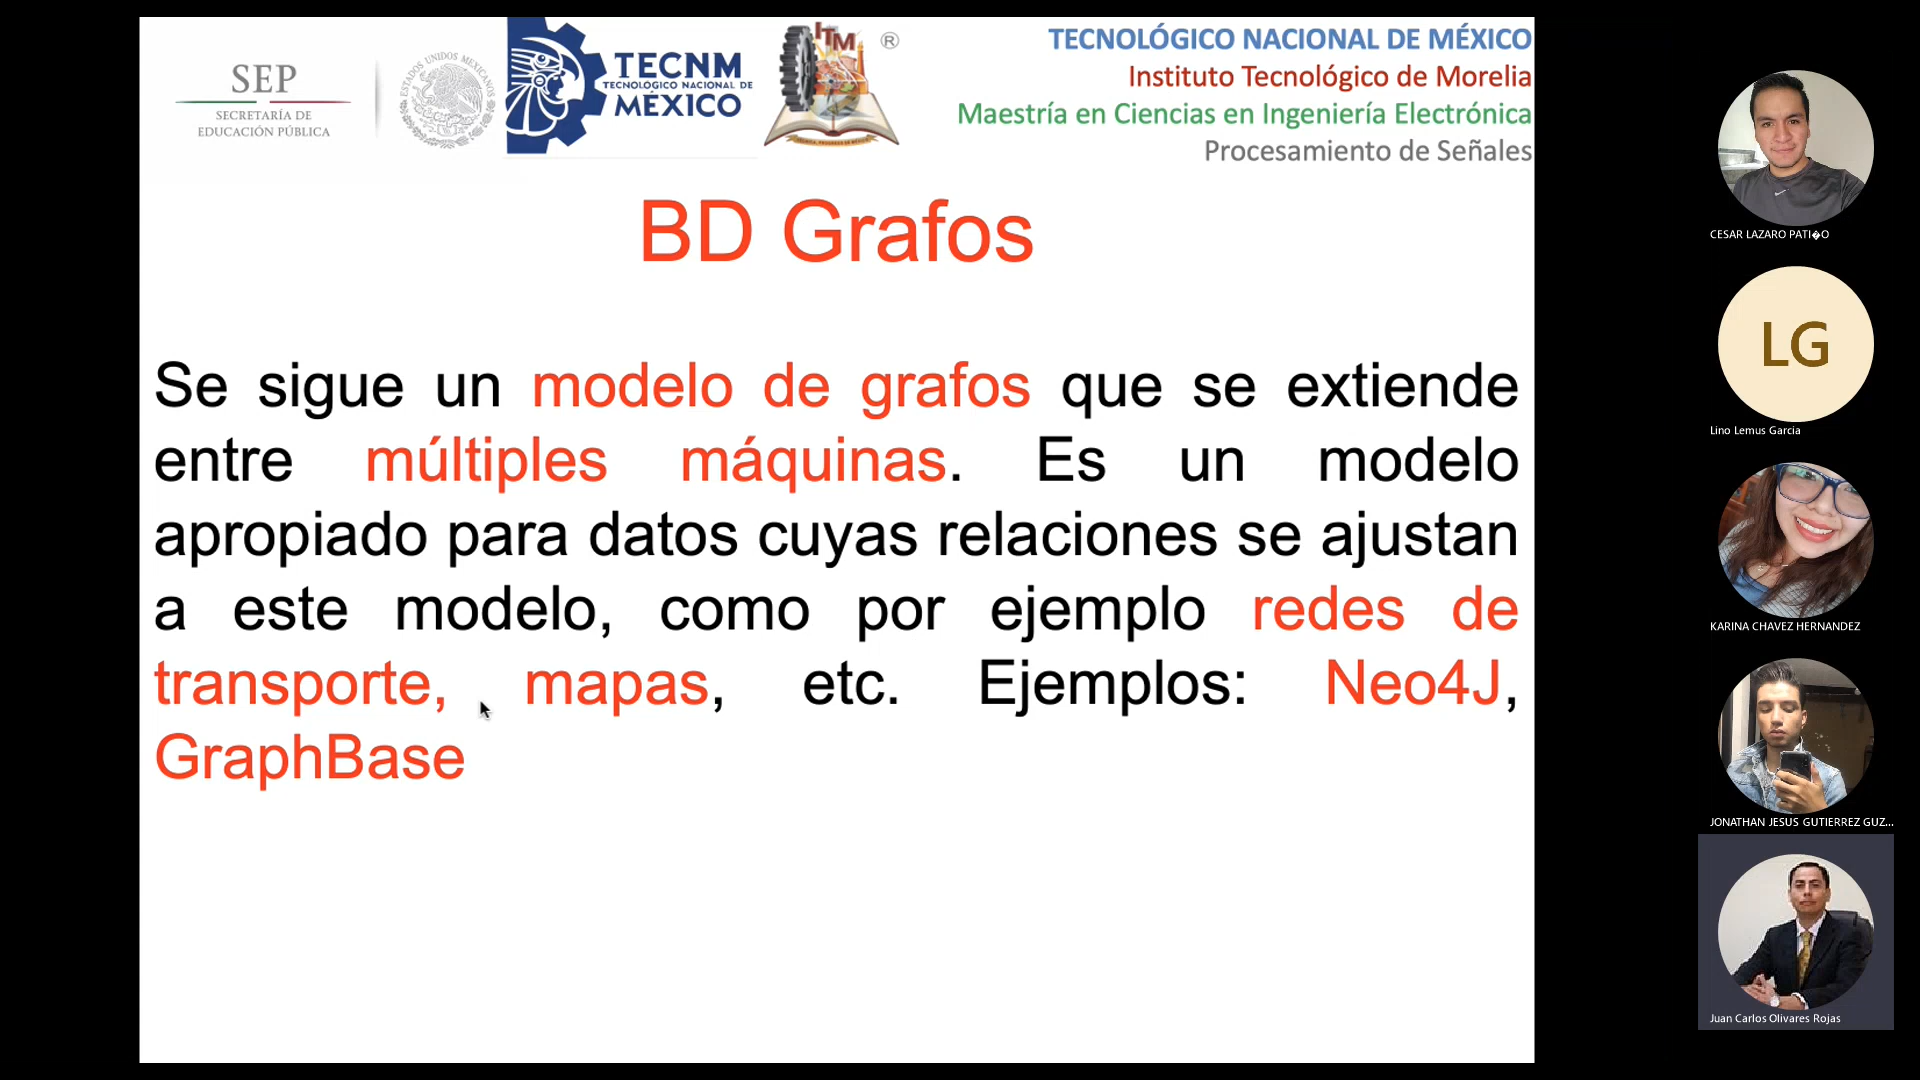 SEP
SECRETARÍA DE
EDUCACIÓN PÚBLICA
ESTADOS UNIDOS MEXICANOS
TECNM
TECNOLÓGICO NACIONAL DE
MÉXICO
ITM
®
TECNOLÓGICO NACIONAL DE MÉXICO
Instituto Tecnológico de Morelia
Maestría en Ciencias en Ingeniería Electrónica
Procesamiento de Señales
BD Grafos
Se sigue un modelo de grafos que se extiende
entre múltiples máquinas. Es un modelo
apropiado para datos cuyas relaciones se ajustan
a este modelo, como por ejemplo redes de
transporte, mapas, etc. Ejemplos: Neo4J,
GraphBase
CESAR LAZARO PATI�O
LG
Lino Lemus Garcia
KARINA CHAVEZ HERNANDEZ
JONATHAN JESUS GUTIERREZ GUZ...
Juan Carlos Olivares Rojas